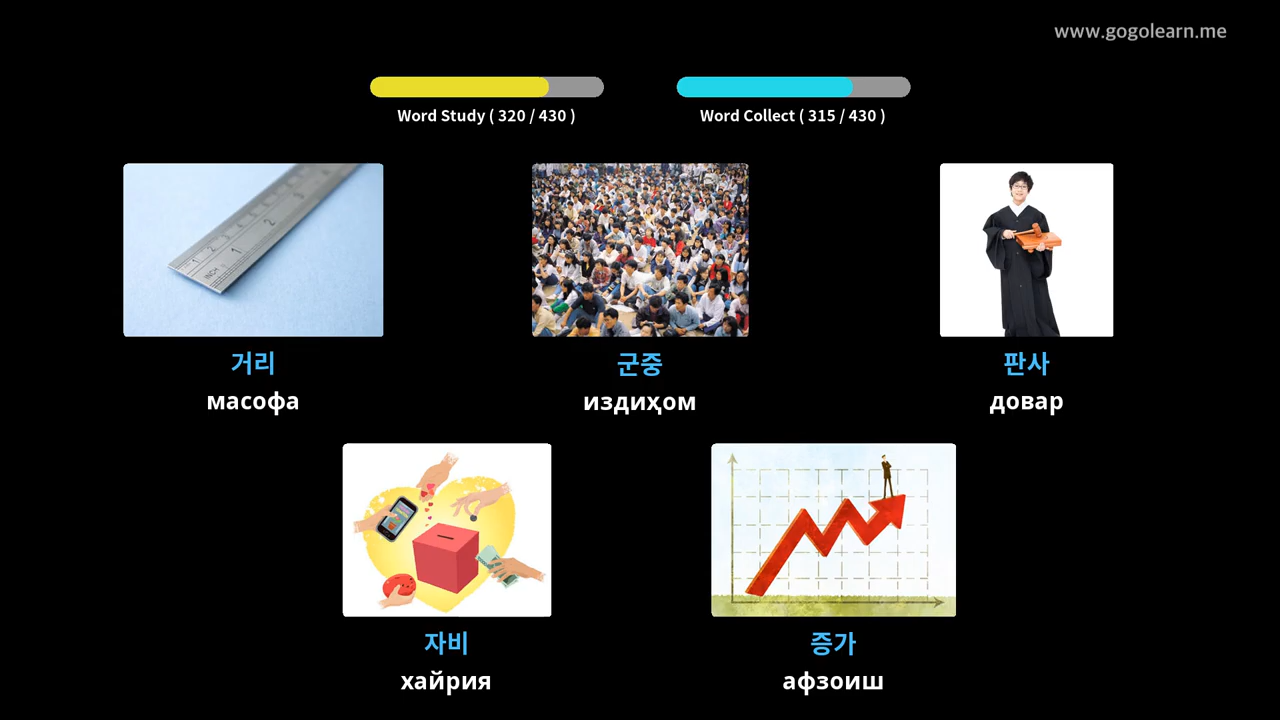 www.gogolearn.me
Word Study ( 320 / 430 )
Word Collect ( 315 / 430 )
거리
군중
판사
масофа
издиҳом
довар
자비
증가
хайрия
афзоиш